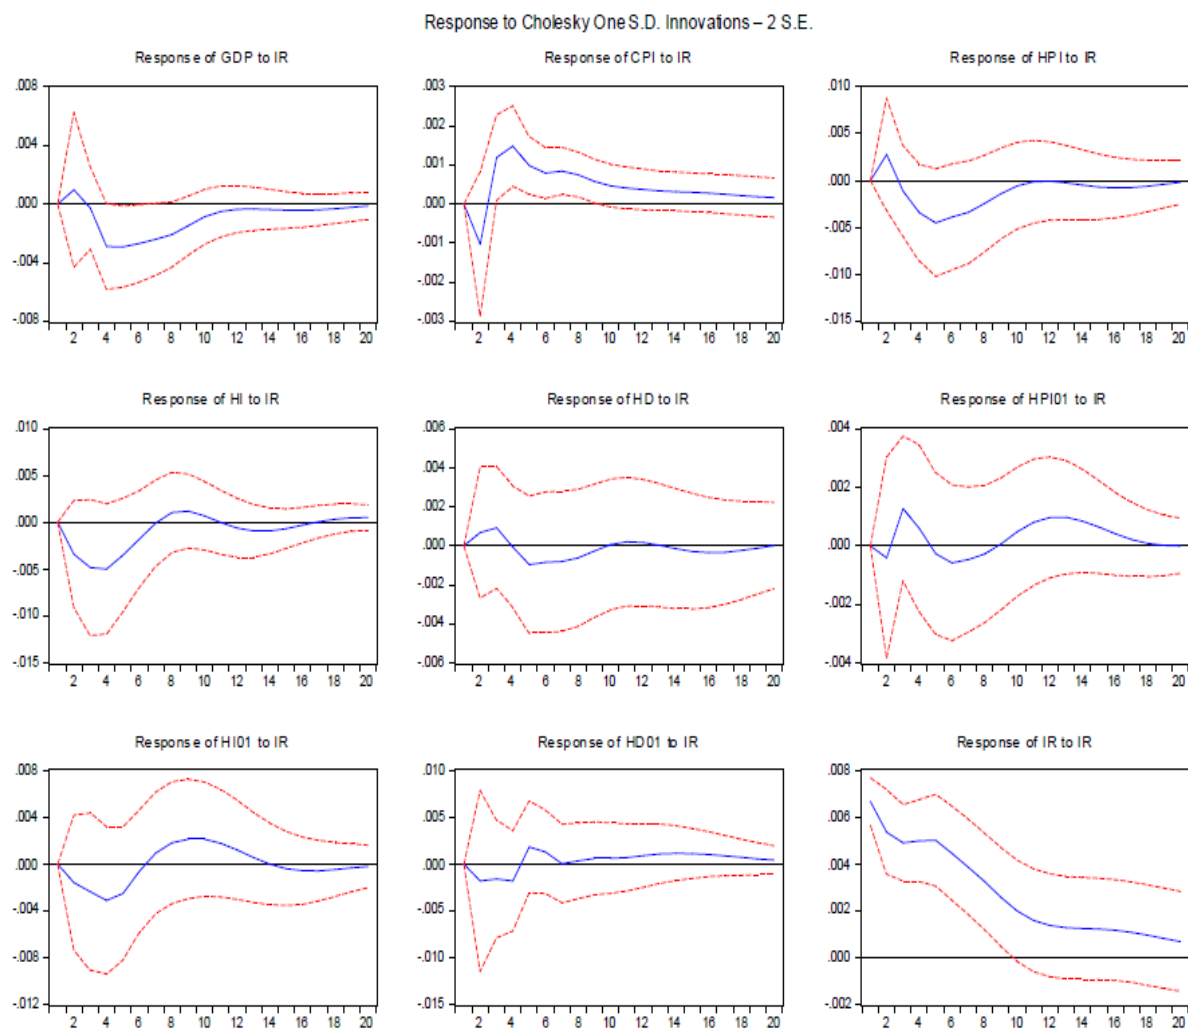 Response to Cholesky One S.D. Innovations – 2 S.E.
Response of GDP to IR
.008
.004
.000
-.004
-.008
2 4 6 8 10 12 14 16 18 20
Response of CPI to IR
.003
.002
.001
.000
-.001
-.002
-.003
2 4 6 8 10 12 14 16 18 20
Response of HPI to IR
.010
.005
.000
-.005
-.010
-.015
2 4 6 8 10 12 14 16 18 20
Response of HI to IR
.010
.005
.000
-.005
-.010
-.015
2 4 6 8 10 12 14 16 18 20
Response of HD to IR
.006
.004
.002
.000
-.002
-.004
-.006
2 4 6 8 10 12 14 16 18 20
Response of HPI01 to IR
.004
.002
.000
-.002
-.004
2 4 6 8 10 12 14 16 18 20
Response of HI01 to IR
.008
.004
.000
-.004
-.008
-.012
2 4 6 8 10 12 14 16 18 20
Response of HD01 to IR
.010
.005
.000
-.005
-.010
-.015
2 4 6 8 10 12 14 16 18 20
Response of IR to IR
.008
.006
.004
.002
.000
-.002
2 4 6 8 10 12 14 16 18 20